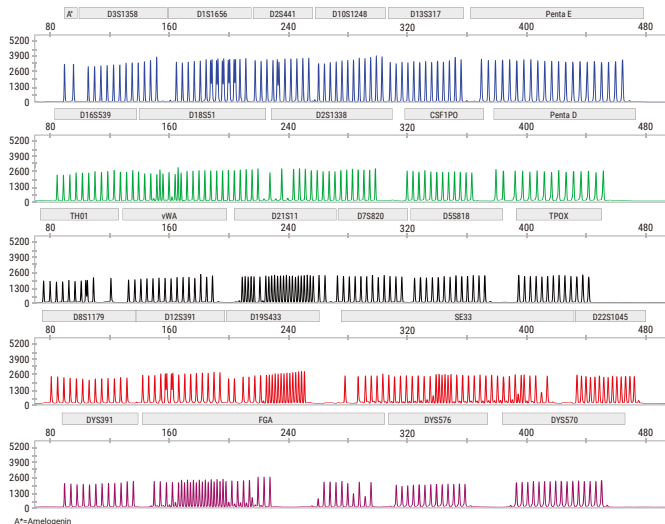 A* D3S1358 D1S1656 D2S441 D10S1248 D13S317 Penta E
80 160 240 320 400 480
5200
3900
2600
1300
0
D16S539 D18S51 D2S1338 CSF1PO Penta D
80 160 240 320 400 480
5200
3900
2600
1300
0
TH01 vWA D21S11 D7S820 D5S818 TPOX
80 160 240 320 400 480
5200
3900
2600
1300
0
D8S1179 D12S391 D19S433 SE33 D22S1045
80 160 240 320 400 480
5200
3900
2600
1300
0
DYS391 FGA DYS576 DYS570
80 160 240 320 400 480
5200
3900
2600
1300
0
A*=Amelogenin